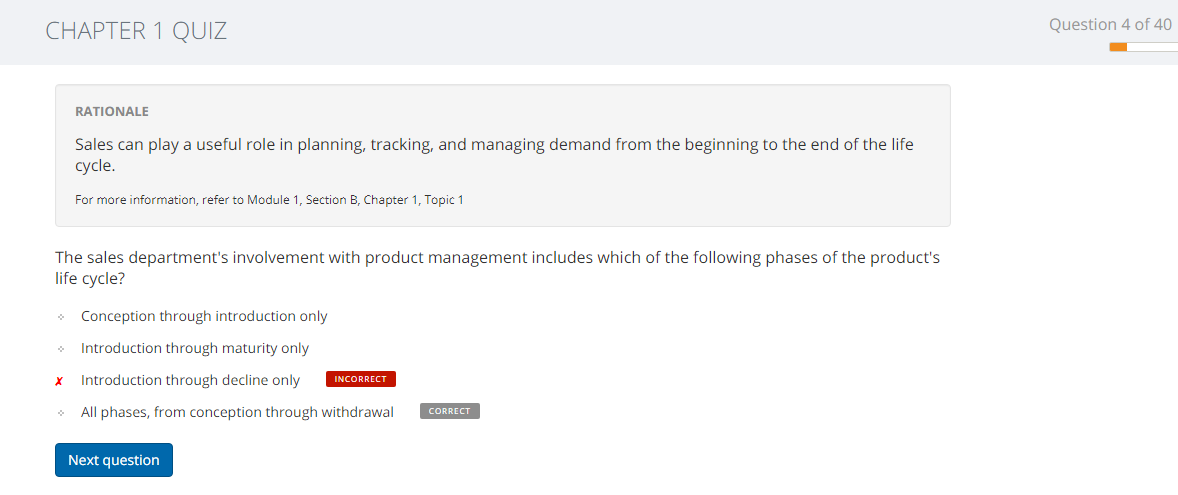 CHAPTER 1 QUIZ
Question 4 of 40
RATIONALE
Sales can play a useful role in planning, tracking, and managing demand from the beginning to the end of the life
cycle.
For more information, refer to Module 1, Section B, Chapter 1, Topic 1
The sales department's involvement with product management includes which of the following phases of the product's
life cycle?
Conception through introduction only
Introduction through maturity only
✗ Introduction through decline only INCORRECT
All phases, from conception through withdrawal CORRECT
Next question